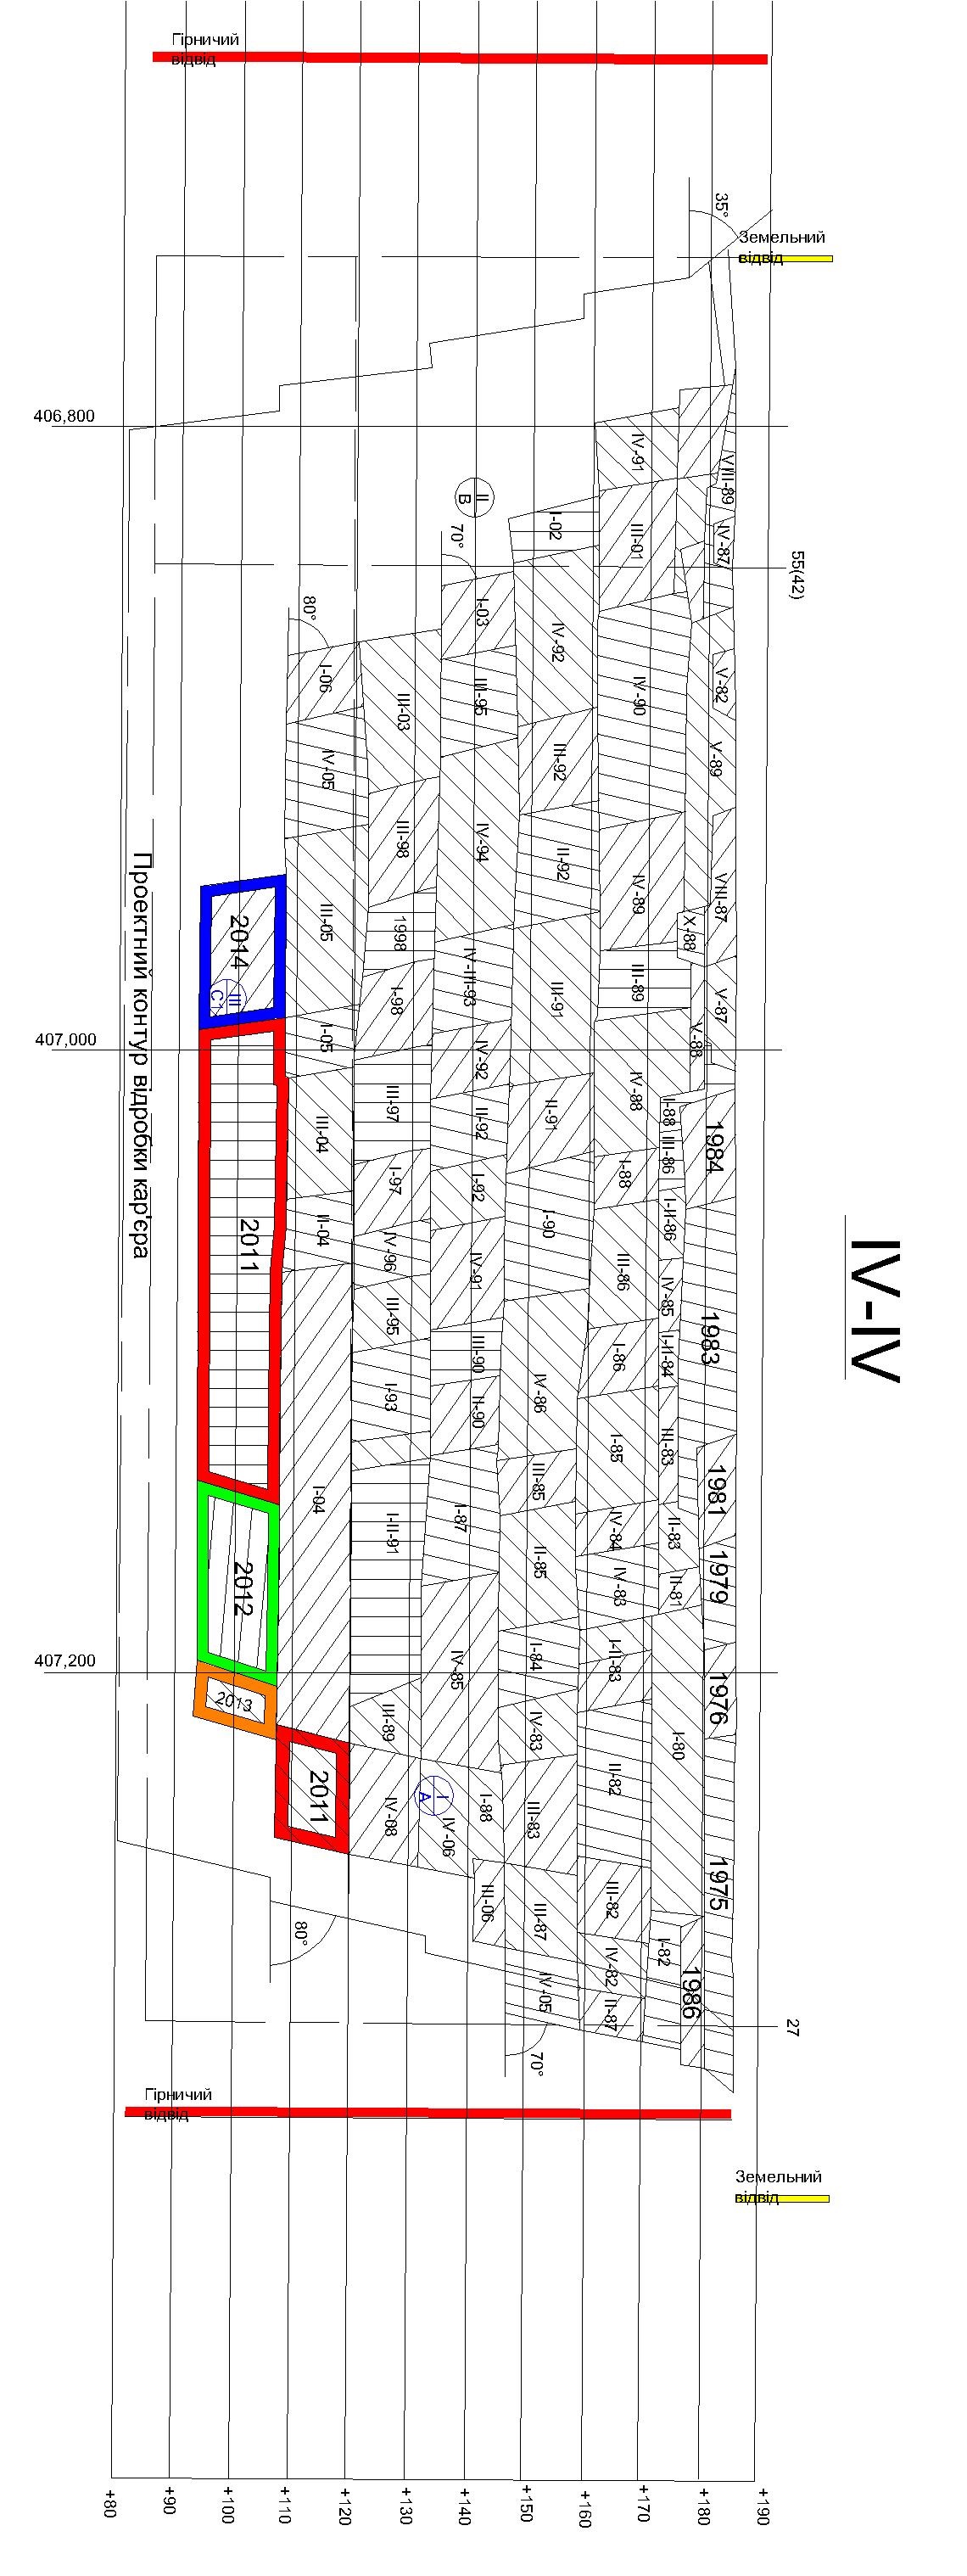 Гірничий
відвід
35°
Земельний
відвід
406,800
IV-91
VIII-89
IV-87
II
B
I-02
III-01
70°
55(42)
80°
I-03
IV-92
V-82
I-06
III-03
III-95
IV-90
IV-05
III-92
V-89
III-98
IV-94
II-92
IV-89
VIII-87
2014
III
C1
III-05
1998
X-88
IV-III-93
III-91
III-89
V-87
I-98
407,000
I-05
IV-92
V-88
III-97
II-92
II-91
IV-88
I-88
1984
III-04
III-86
I-97
I-92
I-88
Проектний контур відробки кар'єра
2011
II-04
IV-96
I-90
I-II-86
IV-91
III-86
IV-85
III-95
1983
IV-IV
III-90
I-86
I-II-84
I-93
II-90
IV-86
I-85
III-83
I-04
III-85
1981
I-II-91
I-87
II-85
IV-84
II-83
2012
IV-83
II-81
1979
407,200
IV-85
I-84
I-II-83
2013
III-89
IV-83
I-80
1976
2011
IV-08
I
A
IV-06
I-88
III-83
II-82
1975
80°
III-06
III-87
III-82
IV-05
IV-82
I-82
1986
II-87
27
70°
Гірничий
відвід
Земельний
відвід
+80
+90
+100
+110
+120
+130
+140
+150
+160
+170
+180
+190